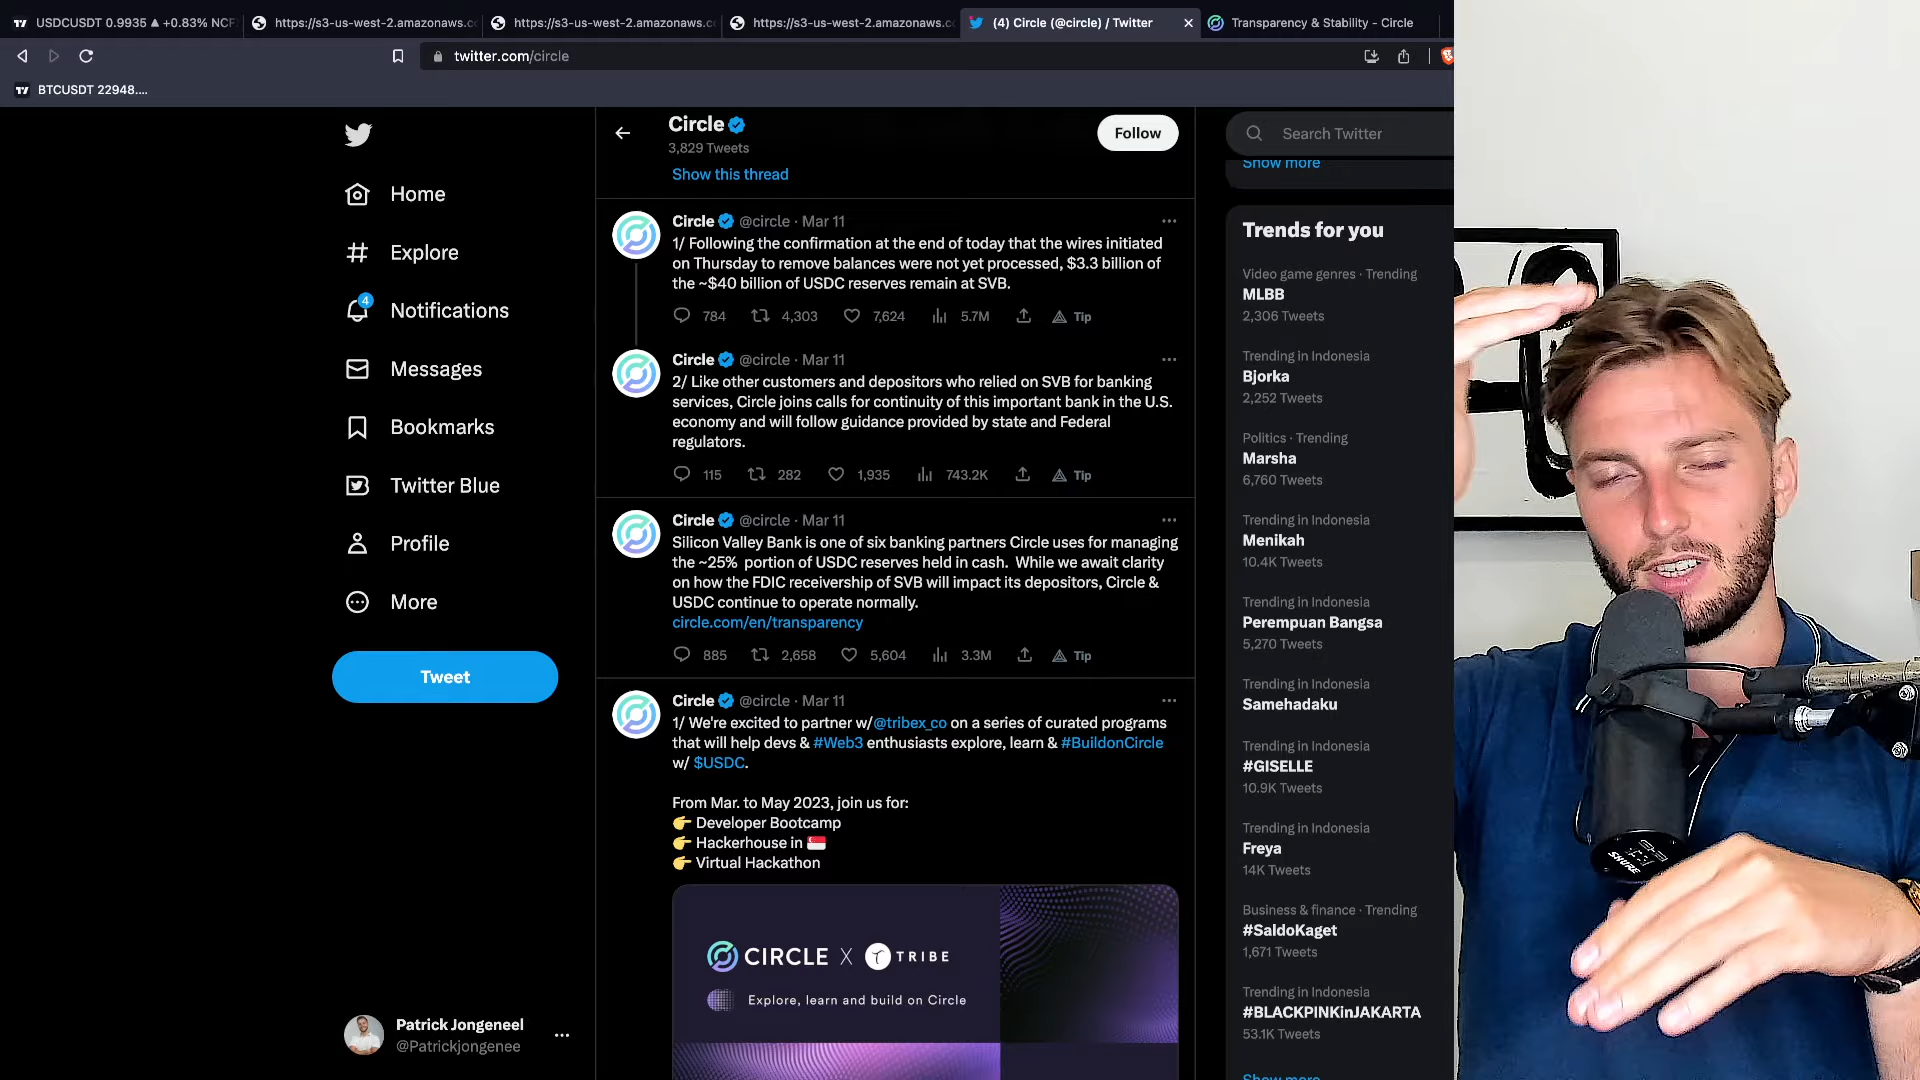 USDCUSDT 0.9935 ▲ +0.83% NCF
https://s3-us-west-2.amazonaws.co
https://s3-us-west-2.amazonaws.co
https://s3-us-west-2.amazonaws.co
(4) Circle (@circle) / Twitter
Transparency & Stability - Circle
twitter.com/circle
BTCUSDT 22948....
Home
Explore
4
Notifications
Messages
Bookmarks
Twitter Blue
Profile
More
Tweet
Patrick Jongeneel
@Patrickjongenee
Circle
3,829 Tweets
Follow
Show this thread
Circle @circle · Mar 11
1/ Following the confirmation at the end of today that the wires initiated
on Thursday to remove balances were not yet processed, $3.3 billion of
the ~$40 billion of USDC reserves remain at SVB.
784 4,303 7,624 5.7M Tip
Circle @circle · Mar 11
2/ Like other customers and depositors who relied on SVB for banking
services, Circle joins calls for continuity of this important bank in the U.S.
economy and will follow guidance provided by state and Federal
regulators.
115 282 1,935 743.2K Tip
Circle @circle · Mar 11
Silicon Valley Bank is one of six banking partners Circle uses for managing
the ~25% portion of USDC reserves held in cash. While we await clarity
on how the FDIC receivership of SVB will impact its depositors, Circle &
USDC continue to operate normally.
circle.com/en/transparency
885 2,658 5,604 3.3M Tip
Circle @circle · Mar 11
1/ We're excited to partner w/@tribex_co on a series of curated programs
that will help devs & #Web3 enthusiasts explore, learn & #BuildonCircle
w/ $USDC.
From Mar. to May 2023, join us for:
👉 Developer Bootcamp
👉 Hackerhouse in 🇸🇬
👉 Virtual Hackathon
CIRCLE X TRIBE
Explore, learn and build on Circle
Search Twitter
Show more
Trends for you
Video game genres · Trending
MLBB
2,306 Tweets
Trending in Indonesia
Bjorka
2,252 Tweets
Politics · Trending
Marsha
6,760 Tweets
Trending in Indonesia
Menikah
10.4K Tweets
Trending in Indonesia
Perempuan Bangsa
5,270 Tweets
Trending in Indonesia
Samehadaku
Trending in Indonesia
#GISELLE
10.9K Tweets
Trending in Indonesia
Freya
14K Tweets
Business & finance · Trending
#SaldoKaget
1,671 Tweets
Trending in Indonesia
#BLACKPINKinJAKARTA
53.1K Tweets
Show more
SHURE